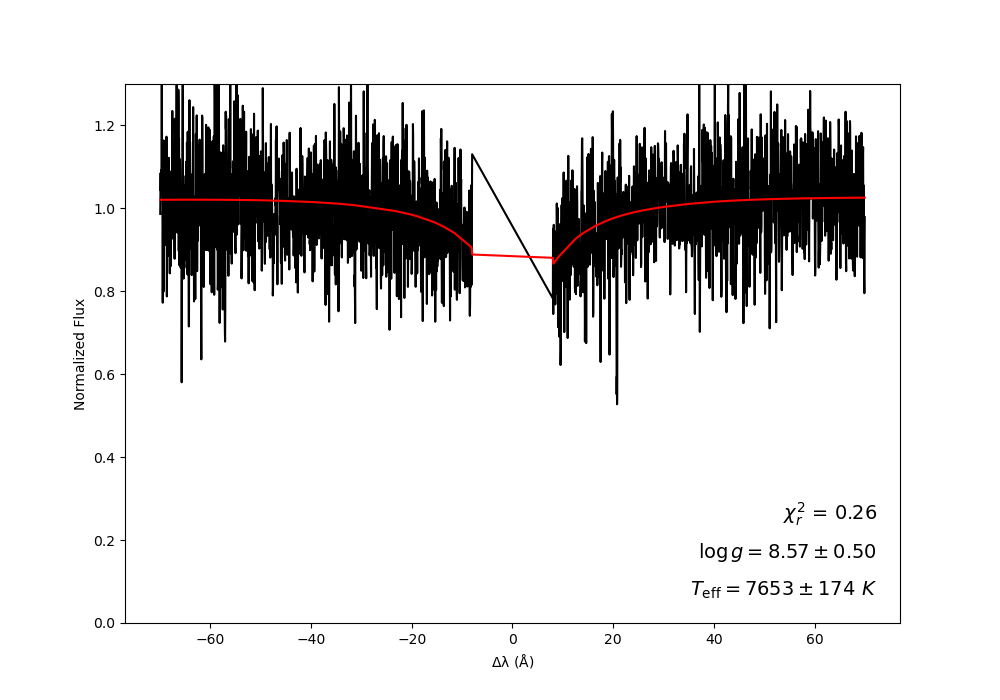 1.2
1.0
0.8
0.6
0.4
0.2
0.0
Normalized Flux
χ²ᵣ = 0.26
log g = 8.57 ± 0.50
T_eff = 7653 ± 174 K
−60 −40 −20 0 20 40 60
Δλ (Å)